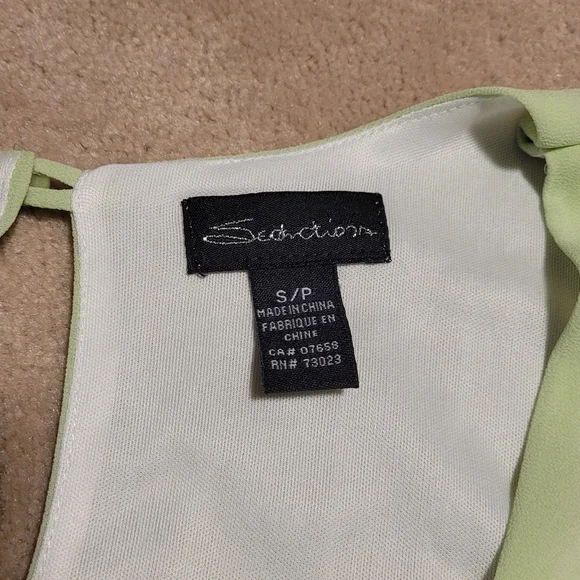 Seduction
S/P
MADE IN CHINA
FABRIQUE EN
CHINE
CA# 07658
RN# 73023